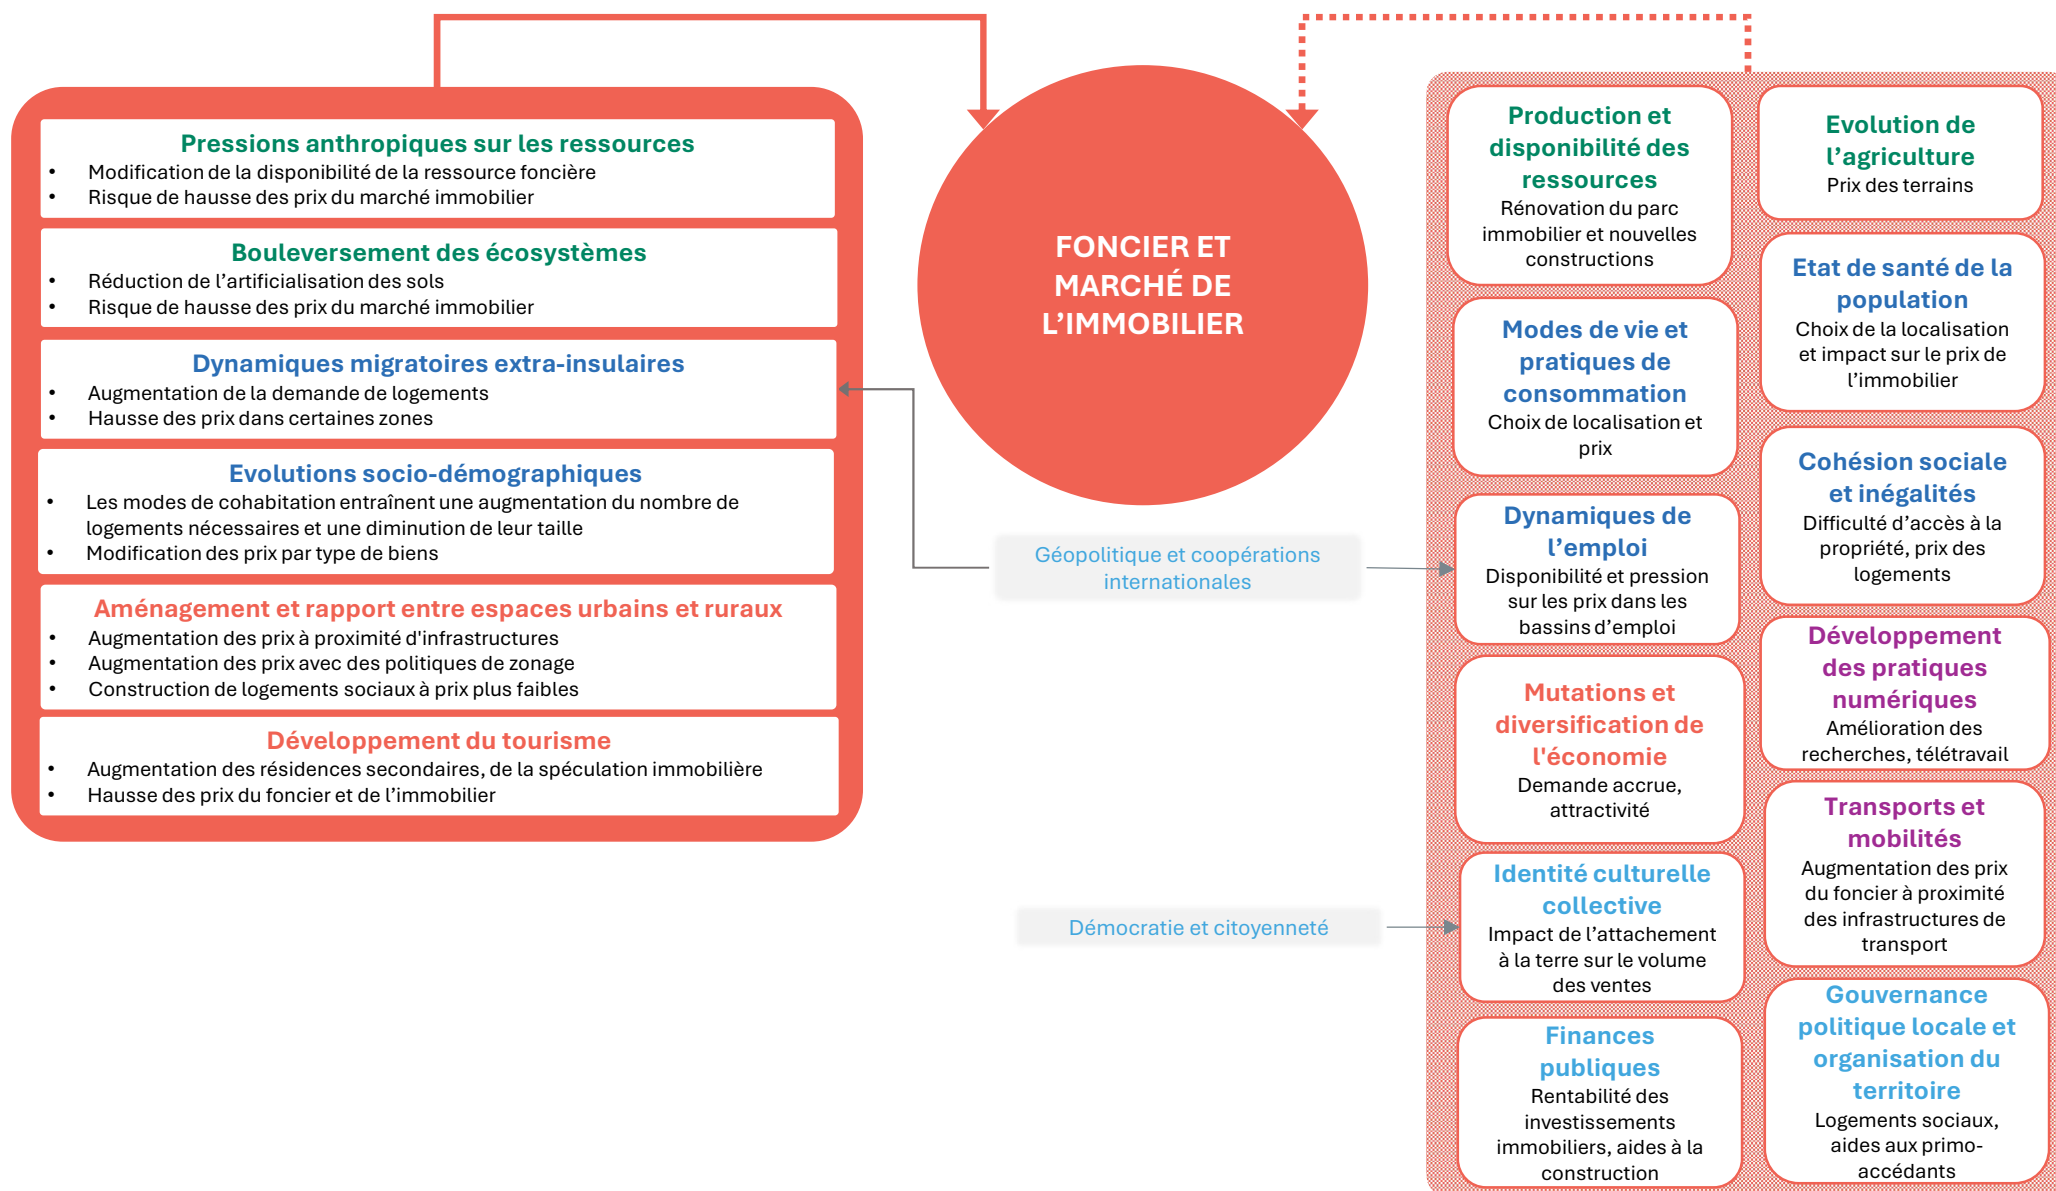 Pressions anthropiques sur les ressources
• Modification de la disponibilité de la ressource foncière
• Risque de hausse des prix du marché immobilier
Bouleversement des écosystèmes
• Réduction de l’artificialisation des sols
• Risque de hausse des prix du marché immobilier
Dynamiques migratoires extra-insulaires
• Augmentation de la demande de logements
• Hausse des prix dans certaines zones
Evolutions socio-démographiques
• Les modes de cohabitation entraînent une augmentation du nombre de
logements nécessaires et une diminution de leur taille
• Modification des prix par type de biens
Aménagement et rapport entre espaces urbains et ruraux
• Augmentation des prix à proximité d'infrastructures
• Augmentation des prix avec des politiques de zonage
• Construction de logements sociaux à prix plus faibles
Développement du tourisme
• Augmentation des résidences secondaires, de la spéculation immobilière
• Hausse des prix du foncier et de l’immobilier
FONCIER ET
MARCHÉ DE
L’IMMOBILIER
Géopolitique et coopérations
internationales
Démocratie et citoyenneté
Production et
disponibilité des
ressources
Rénovation du parc
immobilier et nouvelles
constructions
Modes de vie et
pratiques de
consommation
Choix de localisation et
prix
Dynamiques de
l’emploi
Disponibilité et pression
sur les prix dans les
bassins d’emploi
Mutations et
diversification de
l'économie
Demande accrue,
attractivité
Identité culturelle
collective
Impact de l’attachement
à la terre sur le volume
des ventes
Finances
publiques
Rentabilité des
investissements
immobiliers, aides à la
construction
Evolution de
l’agriculture
Prix des terrains
Etat de santé de la
population
Choix de la localisation
et impact sur le prix de
l’immobilier
Cohésion sociale
et inégalités
Difficulté d’accès à la
propriété, prix des
logements
Développement
des pratiques
numériques
Amélioration des
recherches, télétravail
Transports et
mobilités
Augmentation des prix
du foncier à proximité
des infrastructures de
transport
Gouvernance
politique locale et
organisation du
territoire
Logements sociaux,
aides aux primo-
accédants